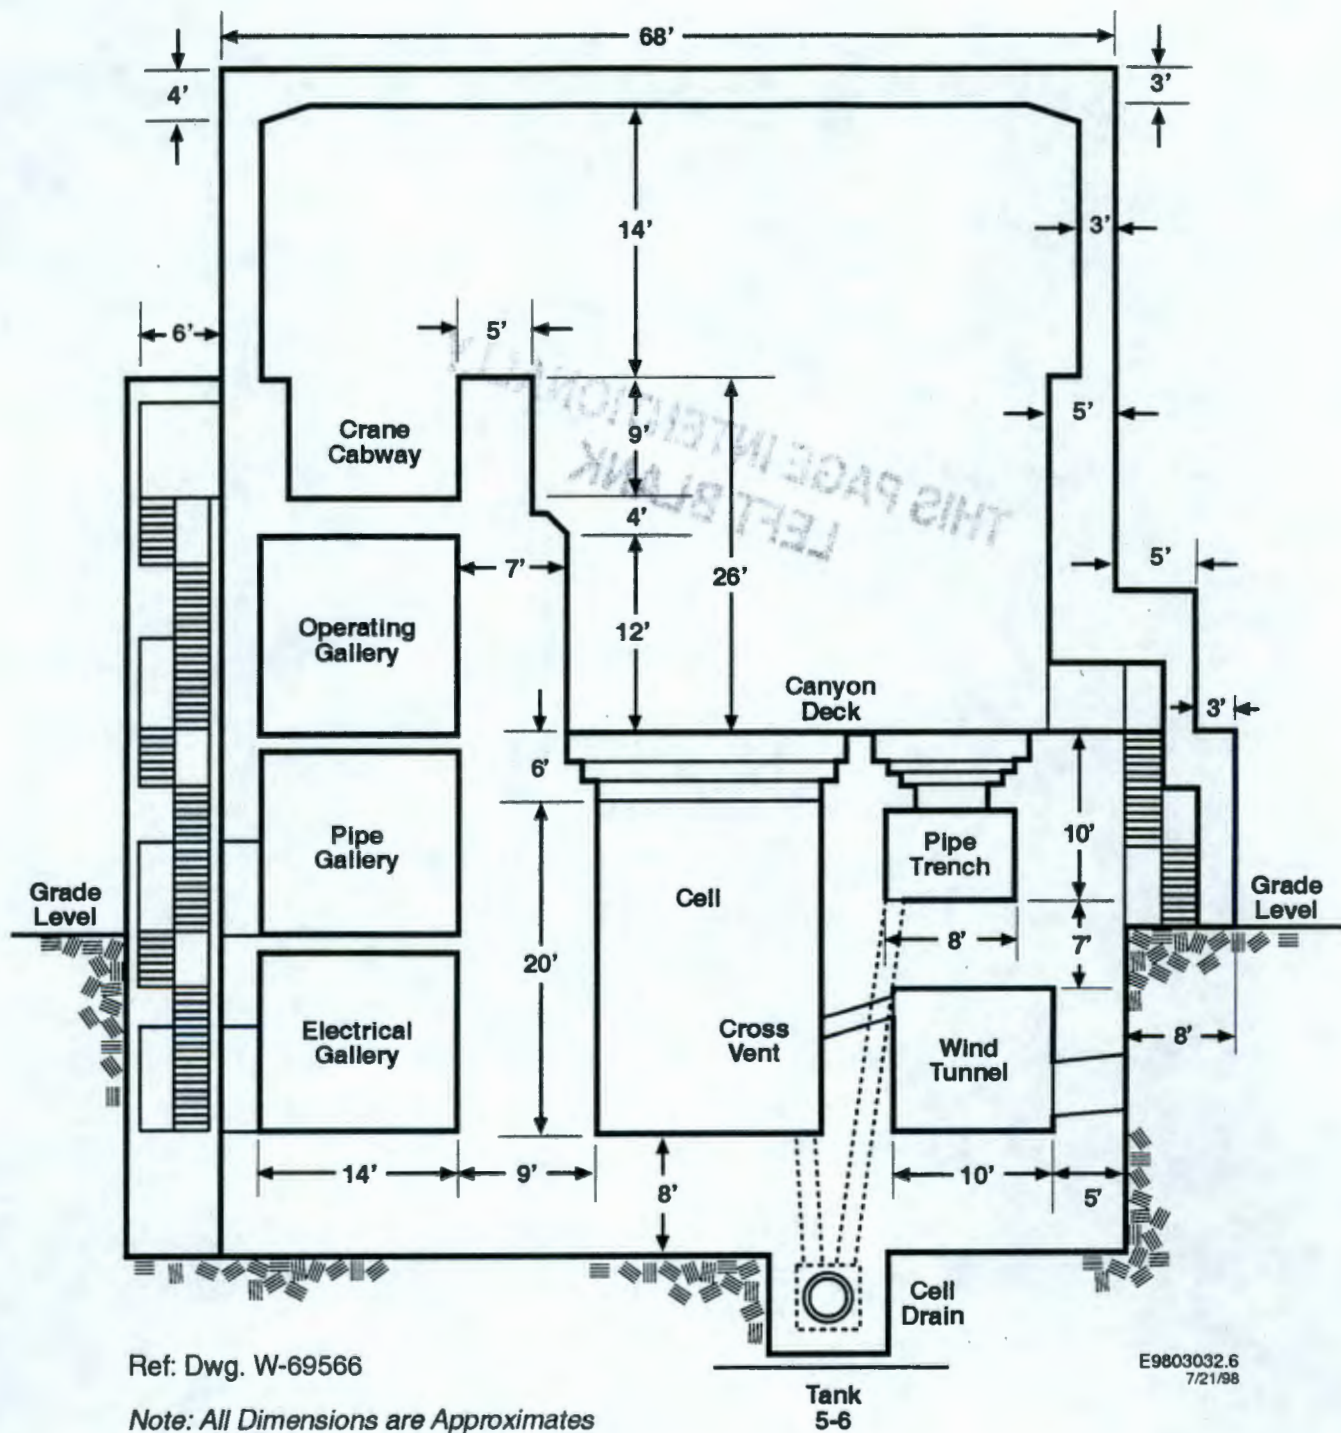 68'
4'
3'
14'
3'
6'
5'
Crane
Cabway
9'
5'
THIS PAGE INTENTIONALLY
LEFT BLANK
4'
7'
26'
5'
Operating
Gallery
12'
Canyon
Deck
3'
6'
Pipe
Gallery
10'
Pipe
Trench
Grade
Level
Cell
Grade
Level
8'
7'
20'
Electrical
Gallery
Cross
Vent
Wind
Tunnel
8'
14'
9'
8'
10'
5'
Cell
Drain
Ref: Dwg. W-69566
E9803032.6
7/21/98
Tank
5-6
Note: All Dimensions are Approximates